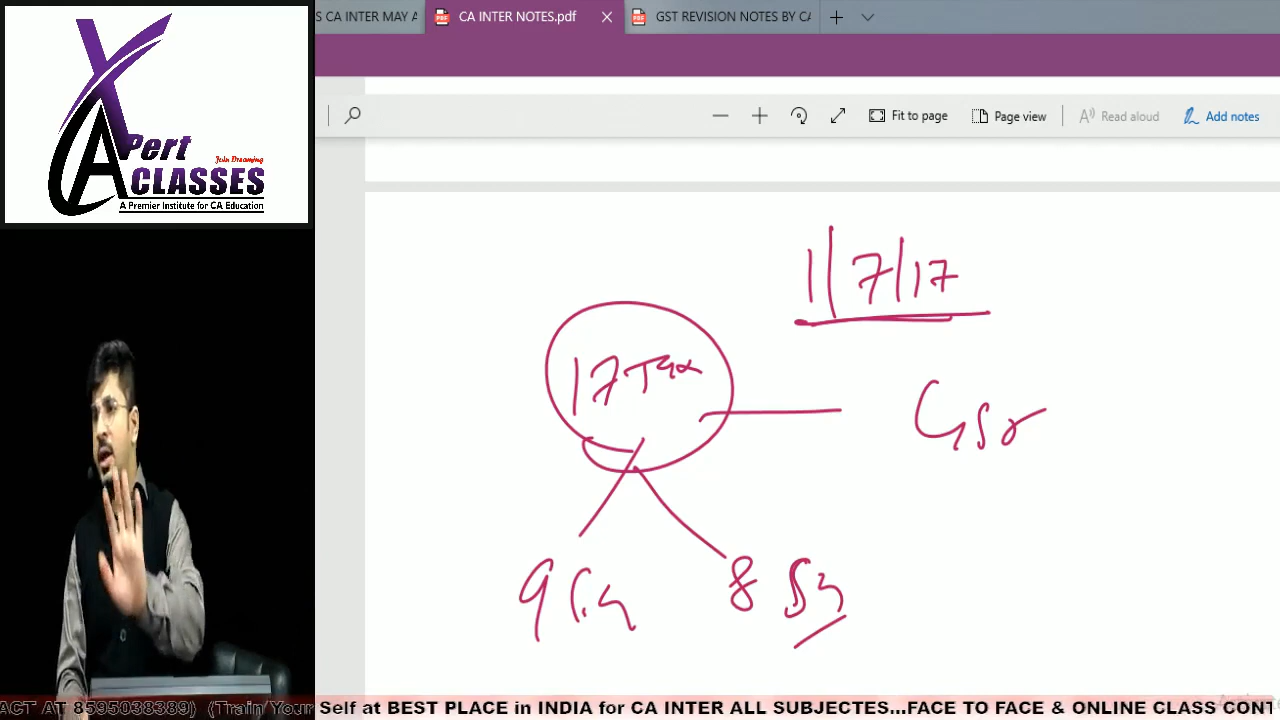 S CA INTER MAY A
CA INTER NOTES.pdf
GST REVISION NOTES BY CA
Fit to page
Page view
Read aloud
Add notes
XPert
Join Dreaming
CA CLASSES
A Premier Institute for CA Education
1/7/17
17 Tax
GST
9
8
ACT AT 8595038389) (Train Your Self at BEST PLACE in INDIA for CA INTER ALL SUBJECTES...FACE TO FACE & ONLINE CLASS CONT